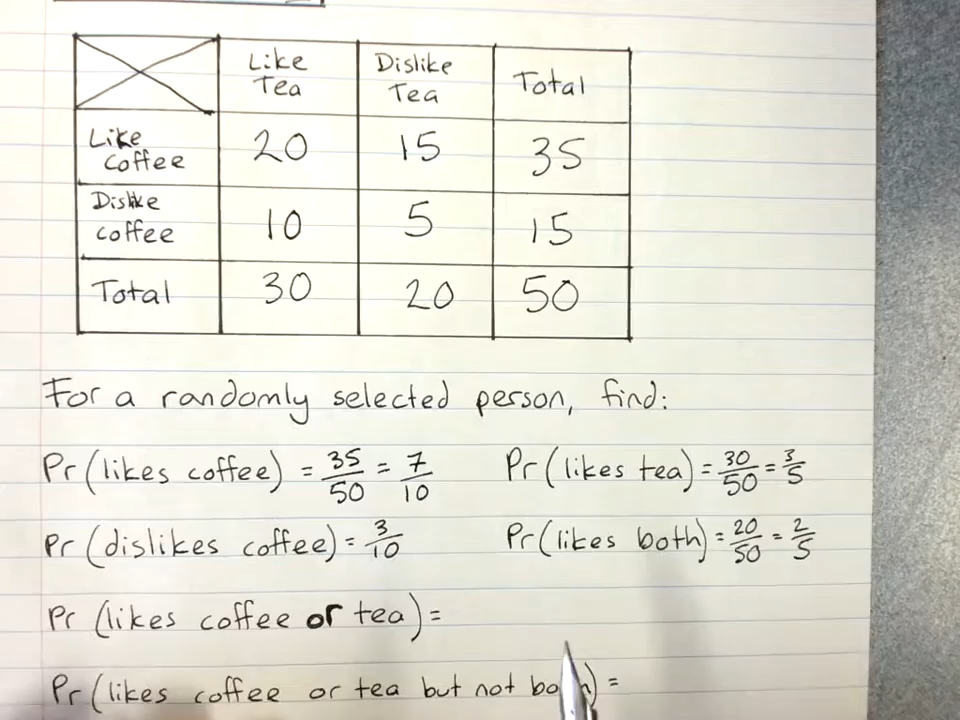 Like Tea Dislike Tea Total
Like coffee 20 15 35
Dislike coffee 10 5 15
Total 30 20 50
For a randomly selected person, find:
Pr (likes coffee) = 35/50 = 7/10 Pr (likes tea) = 30/50 = 3/5
Pr (dislikes coffee) = 3/10 Pr (likes both) = 20/50 = 2/5
Pr (likes coffee or tea) =
Pr (likes coffee or tea but not both) =